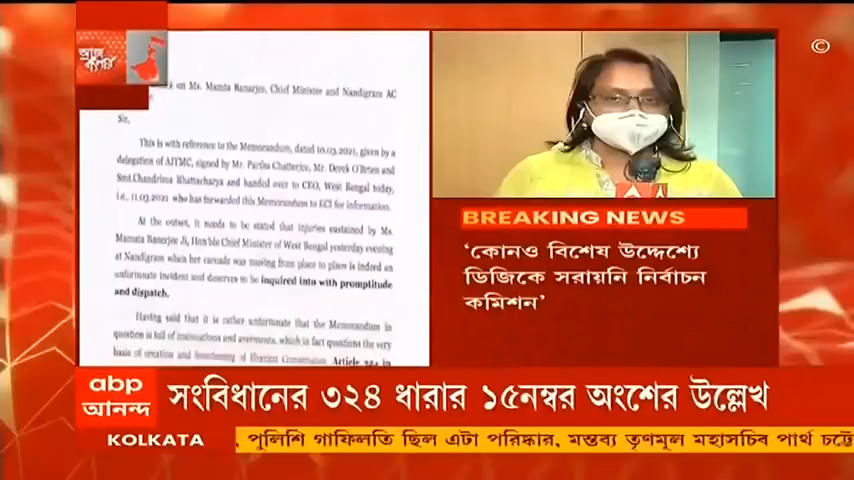 আজ
©
on Ms. Mamta Banarjee, Chief Minister and Nandigram AC
Sir,
This is with reference to the Memorandum, dated 10.03.2021, given by a
delegation of AITMC, signed by Mr. Partha Chatterjee, Mr. Derek O'Brien and
Smt.Chandrima Bhattacharya and handed over to CEO, West Bengal today,
i.e., 11.03.2021 who has forwarded this Memorandum to ECI for information.
At the outset, it needs to be stated that injuries sustained by Ms.
Mamata Banerjee Ji, Hon'ble Chief Minister of West Bengal yesterday evening
at Nandigram when her carcade was moving from place to place is indeed an
unfortunate incident and deserves to be inquired into with promptitude
and dispatch.
Having said that it is rather unfortunate that the Memorandum in
question is full of insinuations and averments, which in fact questions the very
basis of creation and functioning of Election Commission Article 324 in
BREAKING NEWS
‘কোনও বিশেষ উদ্দেশ্যে
ডিজিকে সরায়নি নির্বাচন
কমিশন’
abp
আনন্দ
সংবিধানের ৩২৪ ধারার ১৫নম্বর অংশের উল্লেখ
KOLKATA
, পুলিশি গাফিলতি ছিল এটা পরিষ্কার, মন্তব্য তৃণমূল মহাসচিব পার্থ চট্টে